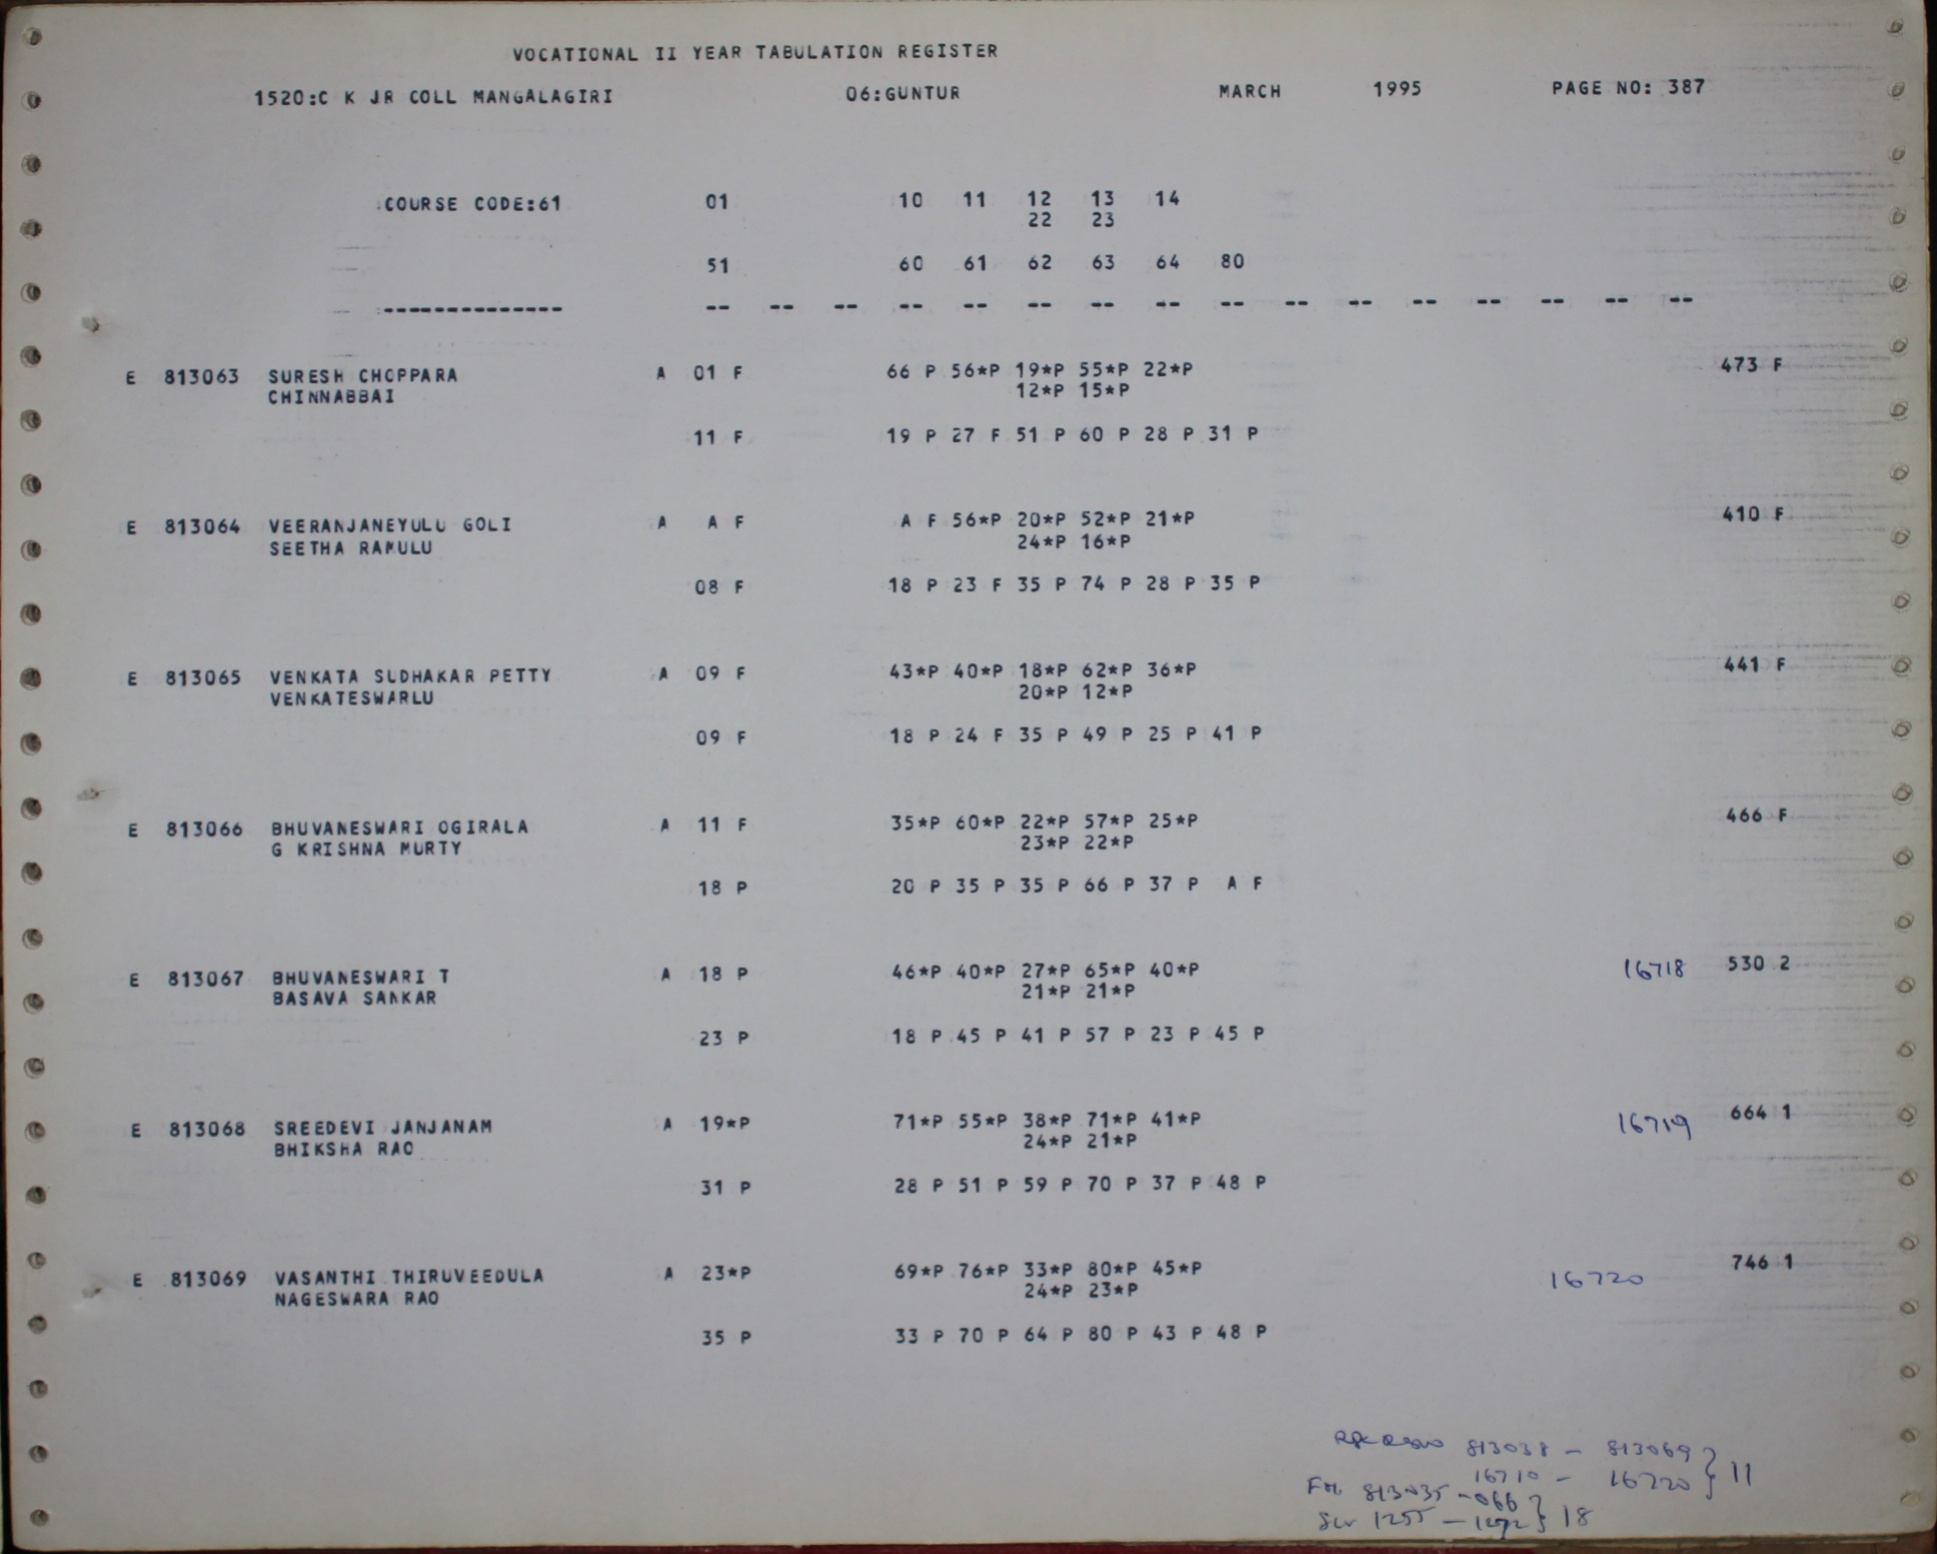 VOCATIONAL II YEAR TABULATION REGISTER
1520:C K JR COLL MANGALAGIRI 06:GUNTUR MARCH 1995 PAGE NO: 387
COURSE CODE:61 01 10 11 12 13 14
22 23
51 60 61 62 63 64 80
-------------- -- -- -- -- -- -- -- -- -- -- -- -- -- -- -- --
E 813063 SURESH CHOPPARA A 01 F 66 P 56*P 19*P 55*P 22*P 473 F
CHINNABBAI 12*P 15*P
11 F 19 P 27 F 51 P 60 P 28 P 31 P
E 813064 VEERANJANEYULU GOLI A A F A F 56*P 20*P 52*P 21*P 410 F
SEETHA RAMULU 24*P 16*P
08 F 18 P 23 F 35 P 74 P 28 P 35 P
E 813065 VENKATA SUDHAKAR PETTY A 09 F 43*P 40*P 18*P 62*P 36*P 441 F
VENKATESWARLU 20*P 12*P
09 F 18 P 24 F 35 P 49 P 25 P 41 P
E 813066 BHUVANESWARI OGIRALA A 11 F 35*P 60*P 22*P 57*P 25*P 466 F
G KRISHNA MURTY 23*P 22*P
18 P 20 P 35 P 35 P 66 P 37 P A F
E 813067 BHUVANESWARI T A 18 P 46*P 40*P 27*P 65*P 40*P 16718 530 2
BASAVA SANKAR 21*P 21*P
23 P 18 P 45 P 41 P 57 P 23 P 45 P
E 813068 SREEDEVI JANJANAM A 19*P 71*P 55*P 38*P 71*P 41*P 16719 664 1
BHIKSHA RAO 24*P 21*P
31 P 28 P 51 P 59 P 70 P 37 P 48 P
E 813069 VASANTHI THIRUVEEDULA A 23*P 69*P 76*P 33*P 80*P 45*P 16720 746 1
NAGESWARA RAO 24*P 23*P
35 P 33 P 70 P 64 P 80 P 43 P 48 P
813038 - 813069
16710 - 16720 } 11
813035 - 066
1255 - 1272 } 18